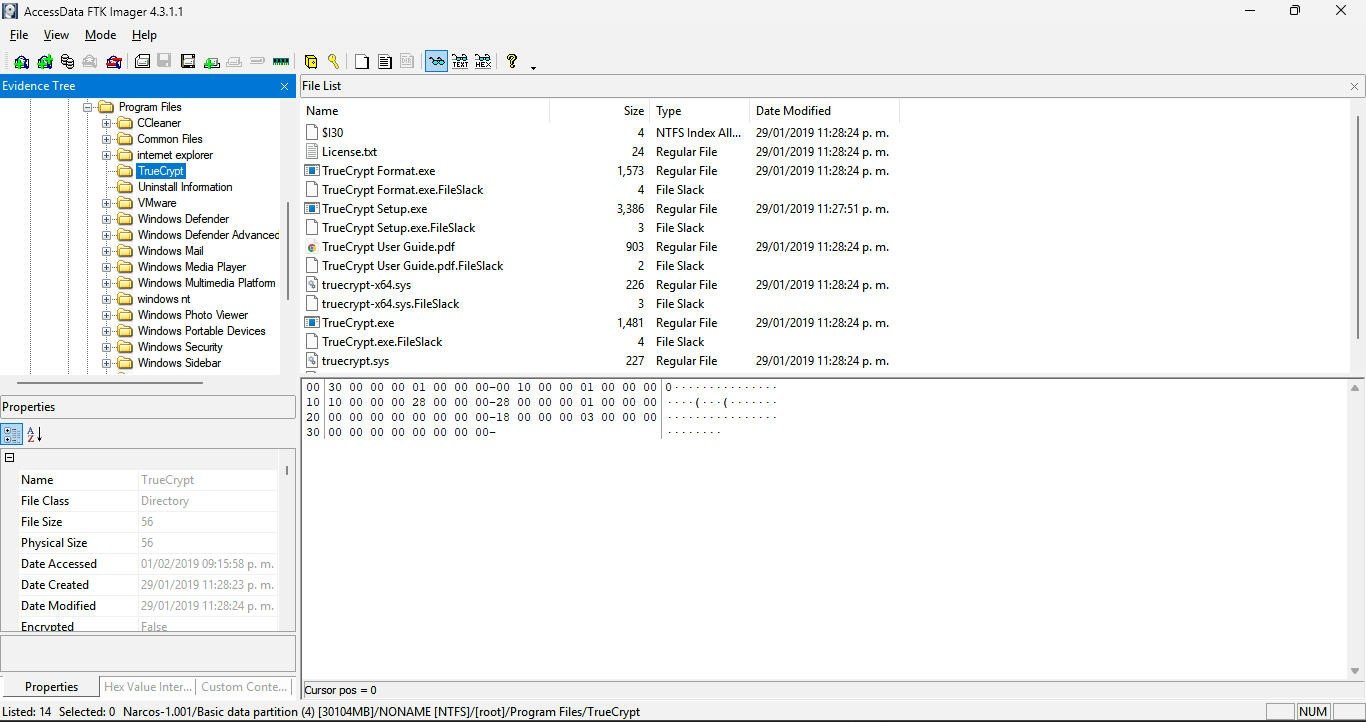 AccessData FTK Imager 4.3.1.1
File View Mode Help
TEXT HEX
Evidence Tree
Program Files
CCleaner
Common Files
internet explorer
TrueCrypt
Uninstall Information
VMware
Windows Defender
Windows Defender Advanced
Windows Mail
Windows Media Player
Windows Multimedia Platform
windows nt
Windows Photo Viewer
Windows Portable Devices
Windows Security
Windows Sidebar
File List
Name Size Type Date Modified
$I30 4 NTFS Index All... 29/01/2019 11:28:24 p. m.
License.txt 24 Regular File 29/01/2019 11:28:24 p. m.
TrueCrypt Format.exe 1,573 Regular File 29/01/2019 11:28:24 p. m.
TrueCrypt Format.exe.FileSlack 4 File Slack
TrueCrypt Setup.exe 3,386 Regular File 29/01/2019 11:27:51 p. m.
TrueCrypt Setup.exe.FileSlack 3 File Slack
TrueCrypt User Guide.pdf 903 Regular File 29/01/2019 11:28:24 p. m.
TrueCrypt User Guide.pdf.FileSlack 2 File Slack
truecrypt-x64.sys 226 Regular File 29/01/2019 11:28:24 p. m.
truecrypt-x64.sys.FileSlack 3 File Slack
TrueCrypt.exe 1,481 Regular File 29/01/2019 11:28:24 p. m.
TrueCrypt.exe.FileSlack 4 File Slack
truecrypt.sys 227 Regular File 29/01/2019 11:28:24 p. m.
00 30 00 00 00 01 00 00 00-00 10 00 00 01 00 00 00 0···············
10 10 00 00 00 28 00 00 00-28 00 00 00 01 00 00 00 ····(···(·······
20 00 00 00 00 00 00 00 00-18 00 00 00 03 00 00 00 ················
30 00 00 00 00 00 00 00 00- ········
Cursor pos = 0
Properties
Name TrueCrypt
File Class Directory
File Size 56
Physical Size 56
Date Accessed 01/02/2019 09:15:58 p. m.
Date Created 29/01/2019 11:28:23 p. m.
Date Modified 29/01/2019 11:28:24 p. m.
Encrypted False
Properties Hex Value Inter... Custom Conte...
Listed: 14 Selected: 0 Narcos-1.001/Basic data partition (4) [30104MB]/NONAME [NTFS]/[root]/Program Files/TrueCrypt NUM